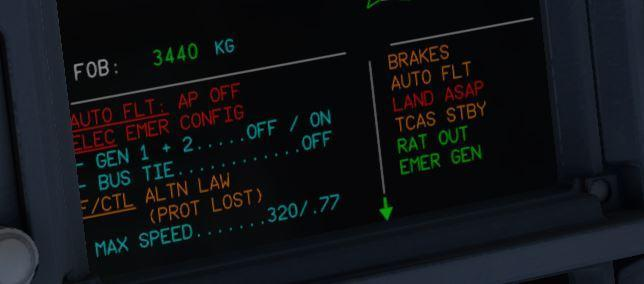 FOB: 3440 KG
AUTO FLT: AP OFF
ELEC EMER CONFIG
- GEN 1 + 2.....OFF / ON
- BUS TIE............OFF
F/CTL ALTN LAW
(PROT LOST)
MAX SPEED.......320/.77
BRAKES
AUTO FLT
LAND ASAP
TCAS STBY
RAT OUT
EMER GEN